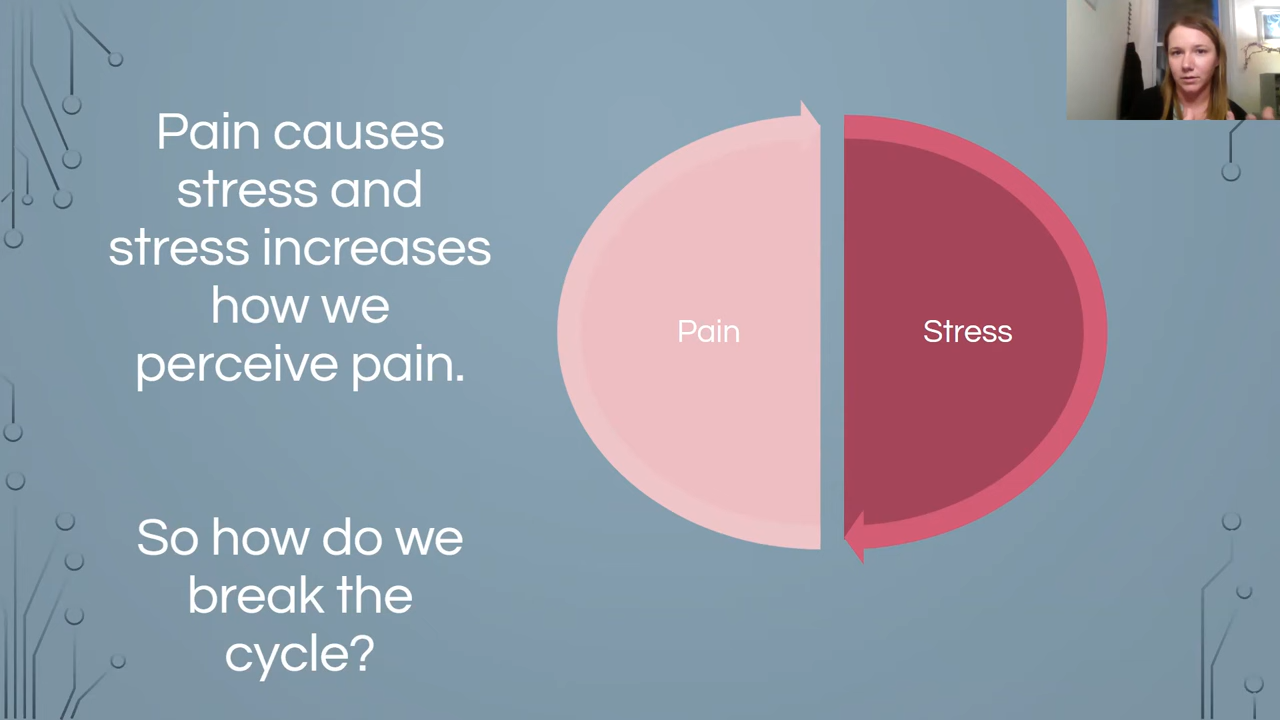 Pain causes
stress and
stress increases
how we
perceive pain.
So how do we
break the
cycle?
Pain
Stress